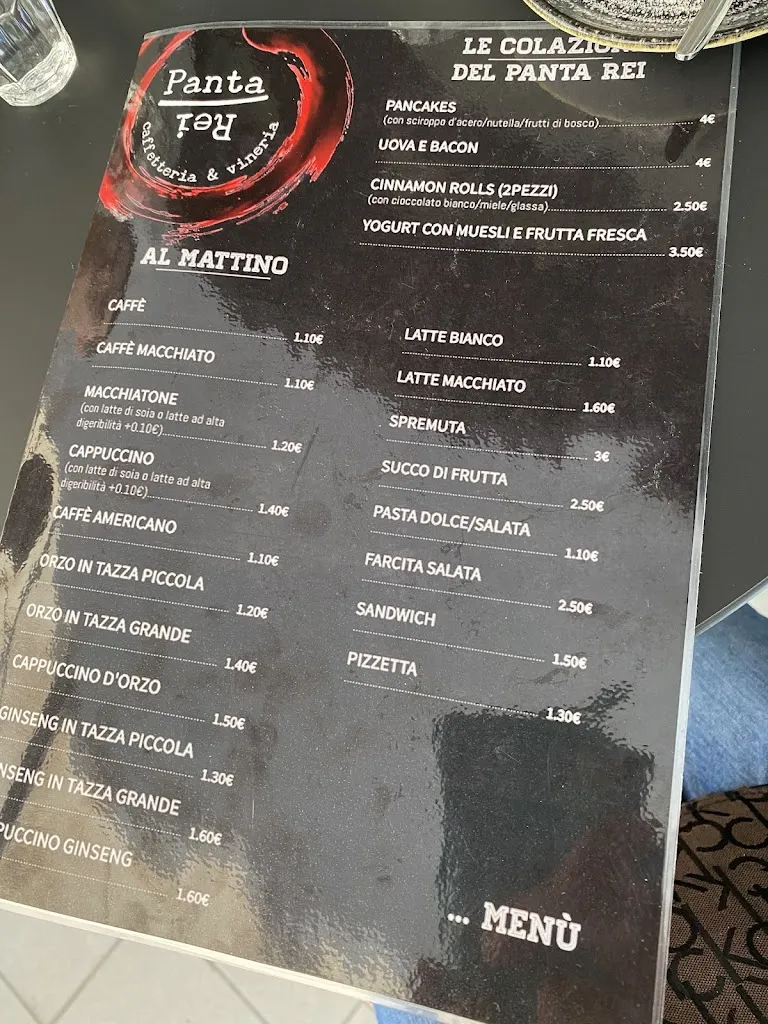 Panta
Rei
Caffetteria & vineria
LE COLAZIO
DEL PANTA REI
PANCAKES
(con sciroppo d'acero/nutella/frutti di bosco) 4€
UOVA E BACON
4€
CINNAMON ROLLS (2PEZZI)
(con cioccolato bianco/miele/glassa) 2.50€
YOGURT CON MUESLI E FRUTTA FRESCA
3.50€
AL MATTINO
CAFFÈ
1.10€
CAFFÈ MACCHIATO
1.10€
MACCHIATONE
(con latte di soia o latte ad alta
digeribilità +0.10€) 1.20€
CAPPUCCINO
(con latte di soia o latte ad alta
digeribilità +0.10€) 1.40€
CAFFÈ AMERICANO
1.10€
ORZO IN TAZZA PICCOLA
1.20€
ORZO IN TAZZA GRANDE
1.40€
CAPPUCCINO D'ORZO
1.50€
GINSENG IN TAZZA PICCOLA
1.30€
NSENG IN TAZZA GRANDE
1.60€
PUCCINO GINSENG
1.60€
LATTE BIANCO
1.10€
LATTE MACCHIATO
1.60€
SPREMUTA
3€
SUCCO DI FRUTTA
2.50€
PASTA DOLCE/SALATA
1.10€
FARCITA SALATA
2.50€
SANDWICH
1.50€
PIZZETTA
1.30€
... MENÙ